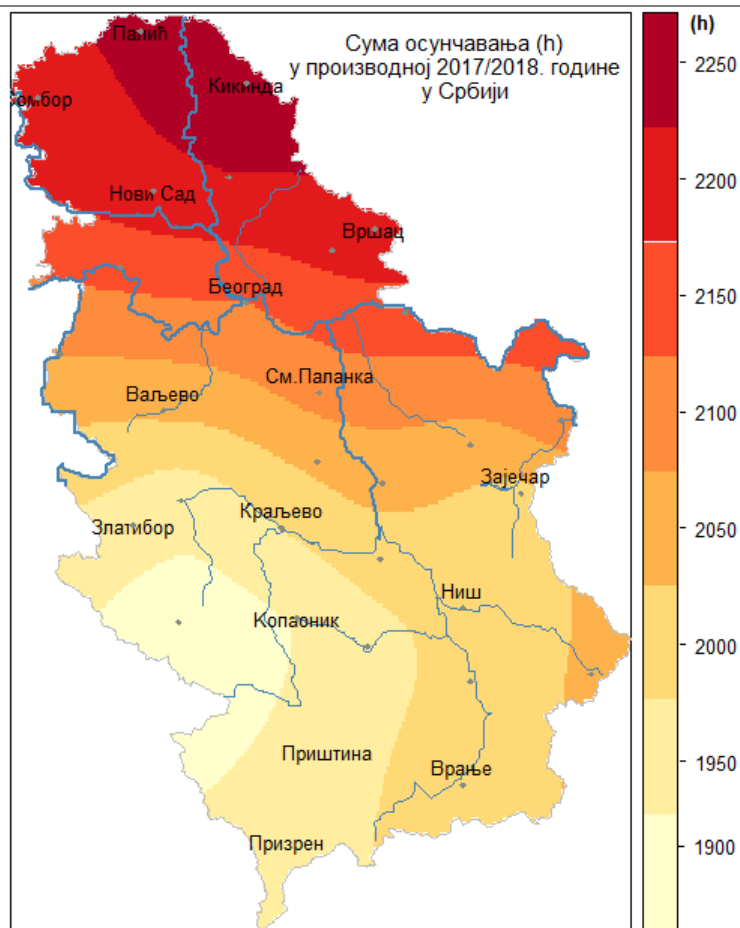 Сума осунчавања (h)
у производној 2017/2018. године
у Србији
(h)
2250
2200
2150
2100
2050
2000
1950
1900
Палић
Кикинда
Сомбор
Нови Сад
Вршац
Београд
См.Паланка
Ваљево
Зајечар
Краљево
Златибор
Ниш
Копаоник
Приштина
Врање
Призрен